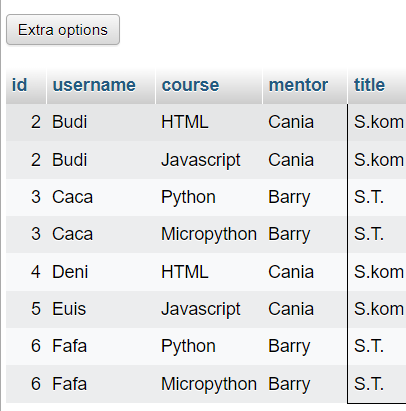 Extra options
id username course mentor title
2 Budi HTML Cania S.kom
2 Budi Javascript Cania S.kom
3 Caca Python Barry S.T.
3 Caca Micropython Barry S.T.
4 Deni HTML Cania S.kom
5 Euis Javascript Cania S.kom
6 Fafa Python Barry S.T.
6 Fafa Micropython Barry S.T.